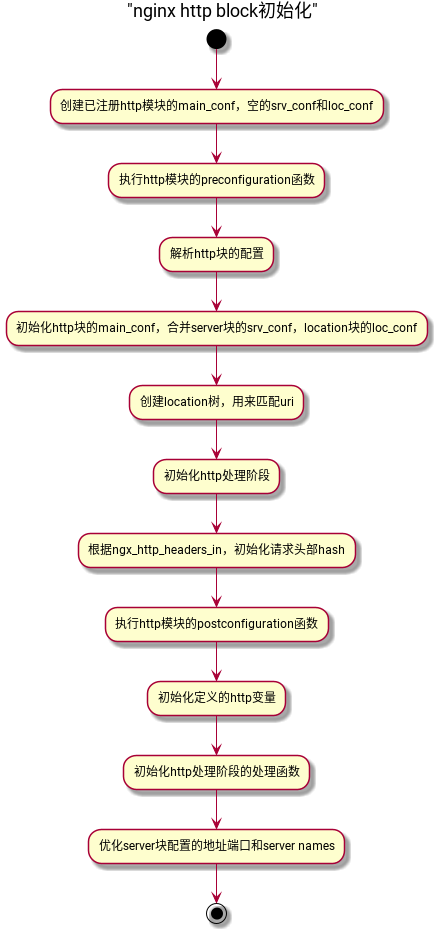 "nginx http block初始化"
创建已注册http模块的main_conf，空的srv_conf和loc_conf
执行http模块的preconfiguration函数
解析http块的配置
初始化http块的main_conf，合并server块的srv_conf，location块的loc_conf
创建location树，用来匹配uri
初始化http处理阶段
根据ngx_http_headers_in，初始化请求头部hash
执行http模块的postconfiguration函数
初始化定义的http变量
初始化http处理阶段的处理函数
优化server块配置的地址端口和server names